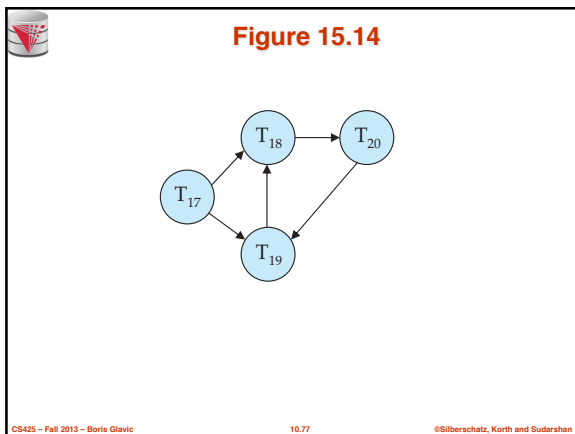 Figure 15.14
T18
T20
T17
T19
CS425 – Fall 2013 – Boris Glavic
10.77
©Silberschatz, Korth and Sudarshan